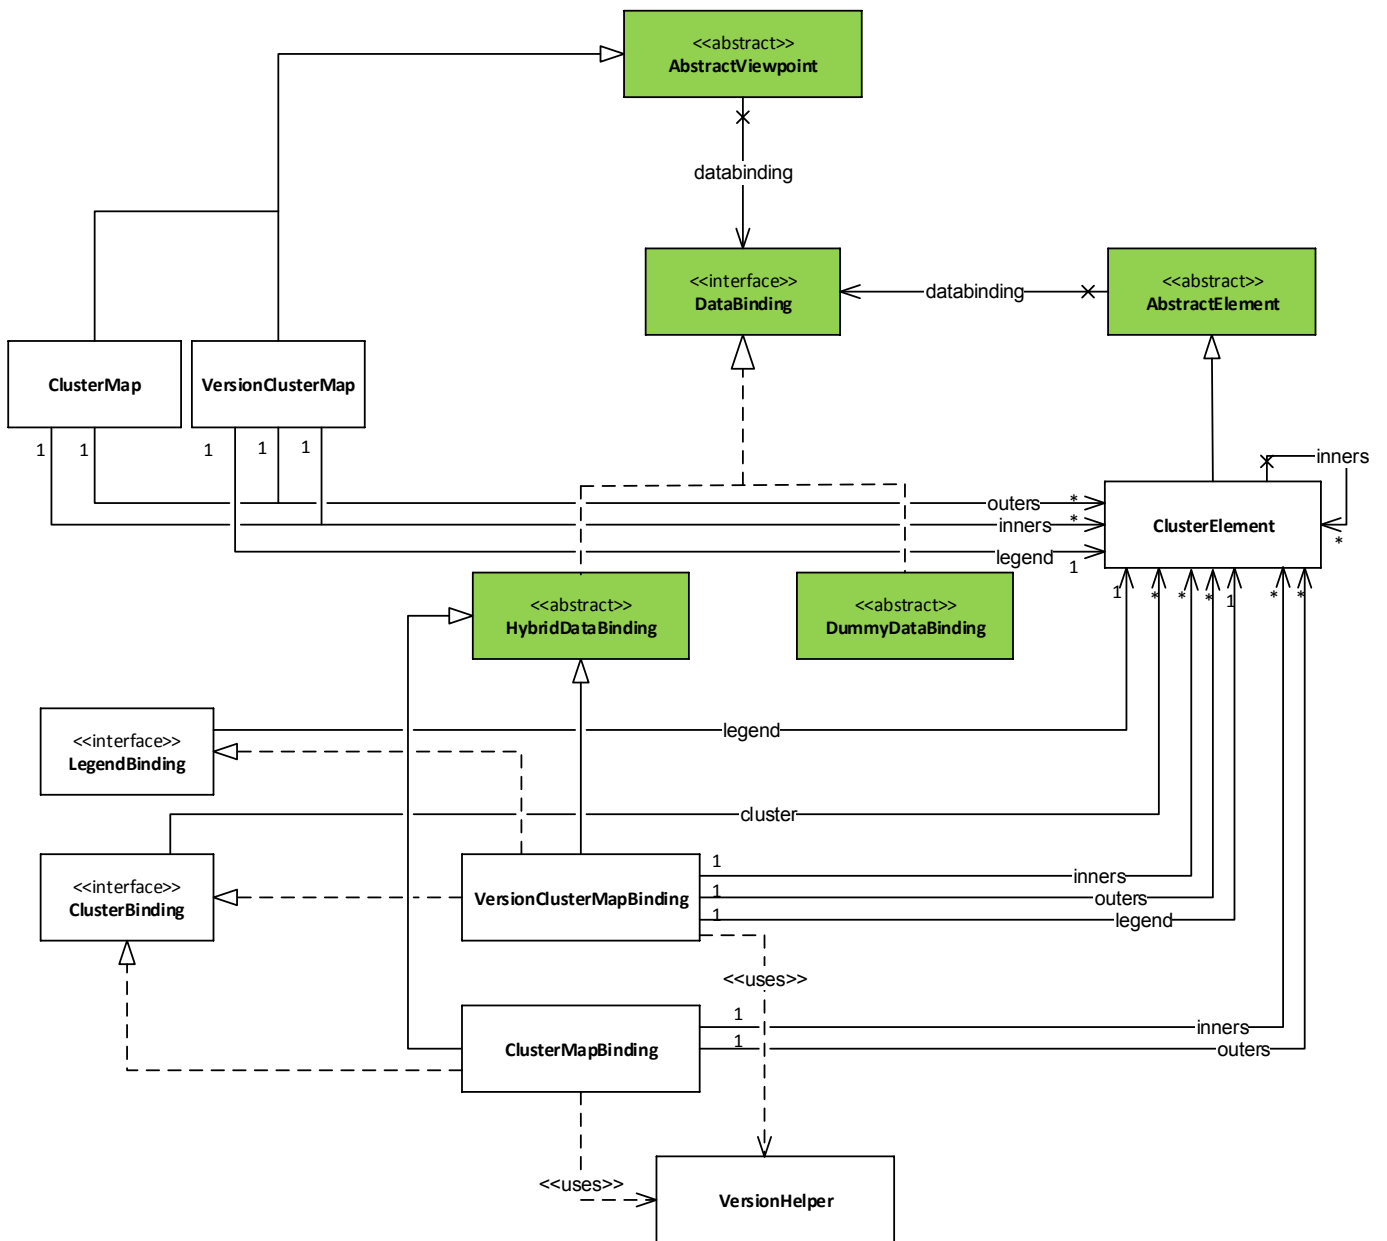 <<abstract>>
AbstractViewpoint
databinding
<<interface>>
DataBinding
databinding
<<abstract>>
AbstractElement
ClusterMap
VersionClusterMap
1
1
1
1
1
inners
outers
*
inners
*
legend
1
ClusterElement
*
<<abstract>>
HybridDataBinding
<<abstract>>
DummyDataBinding
1
*
*
*
1
*
*
<<interface>>
LegendBinding
legend
cluster
<<interface>>
ClusterBinding
VersionClusterMapBinding
1
inners
1
outers
1
legend
<<uses>>
ClusterMapBinding
1
inners
1
outers
<<uses>>
VersionHelper